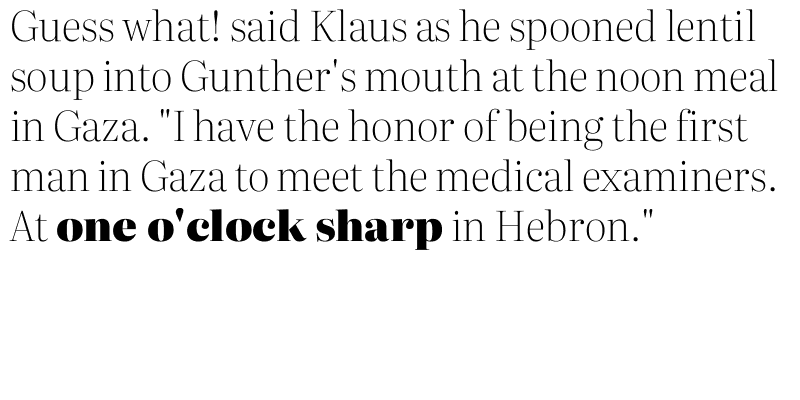 Guess what! said Klaus as he spooned lentil
soup into Gunther's mouth at the noon meal
in Gaza. "I have the honor of being the first
man in Gaza to meet the medical examiners.
At one o'clock sharp in Hebron."